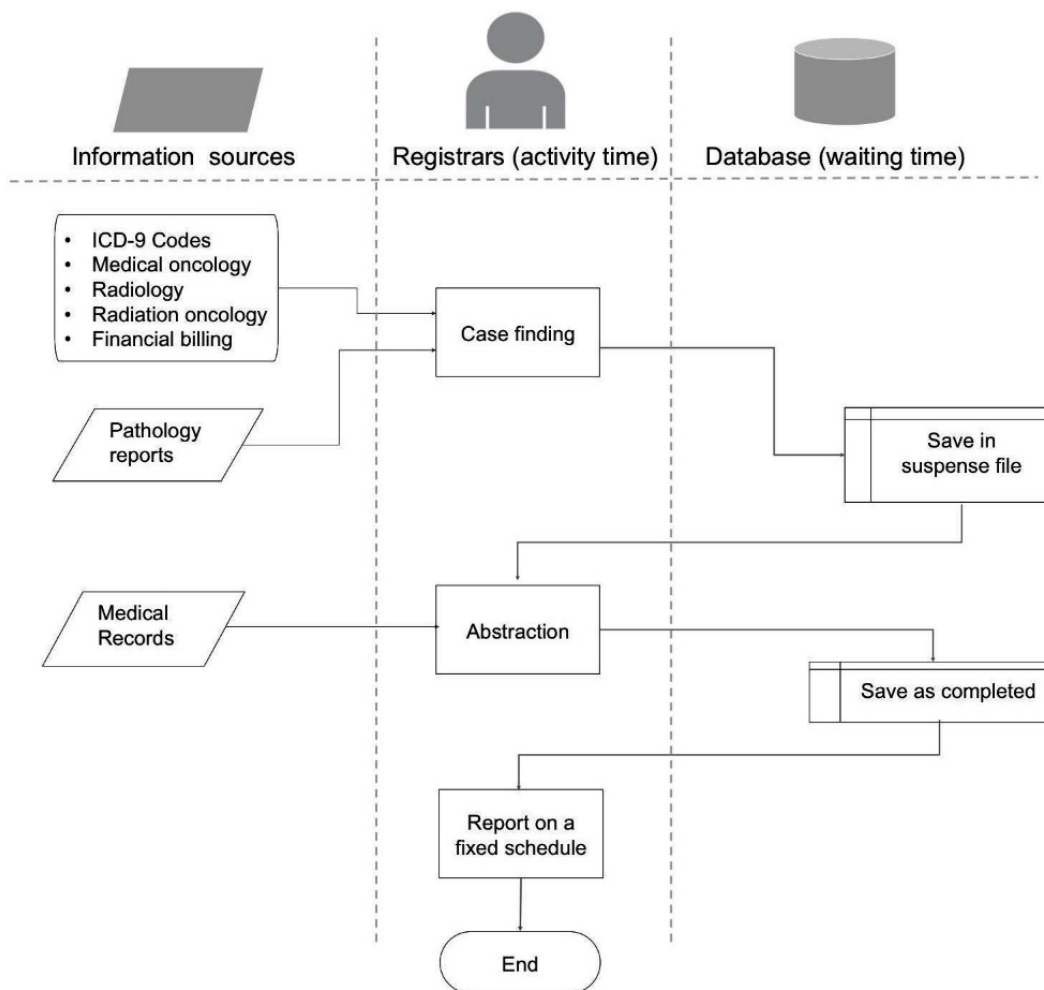 Information sources
Registrars (activity time)
Database (waiting time)
• ICD-9 Codes
• Medical oncology
• Radiology
• Radiation oncology
• Financial billing
Case finding
Pathology
reports
Save in
suspense file
Medical
Records
Abstraction
Save as completed
Report on a
fixed schedule
End